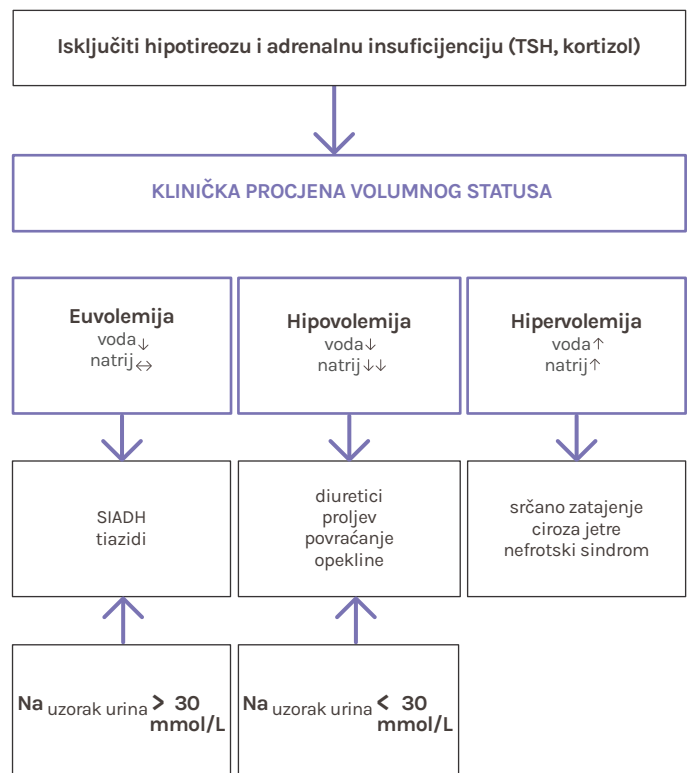 Isključiti hipotireozu i adrenalnu insuficijenciju (TSH, kortizol)
KLINIČKA PROCJENA VOLUMNOG STATUSA
Euvolemija
voda↓
natrij↔
Hipovolemija
voda↓
natrij↓↓
Hipervolemija
voda↑
natrij↑
SIADH
tiazidi
diuretici
proljev
povraćanje
opekline
srčano zatajenje
ciroza jetre
nefrotski sindrom
Na uzorak urina > 30
mmol/L
Na uzorak urina < 30
mmol/L